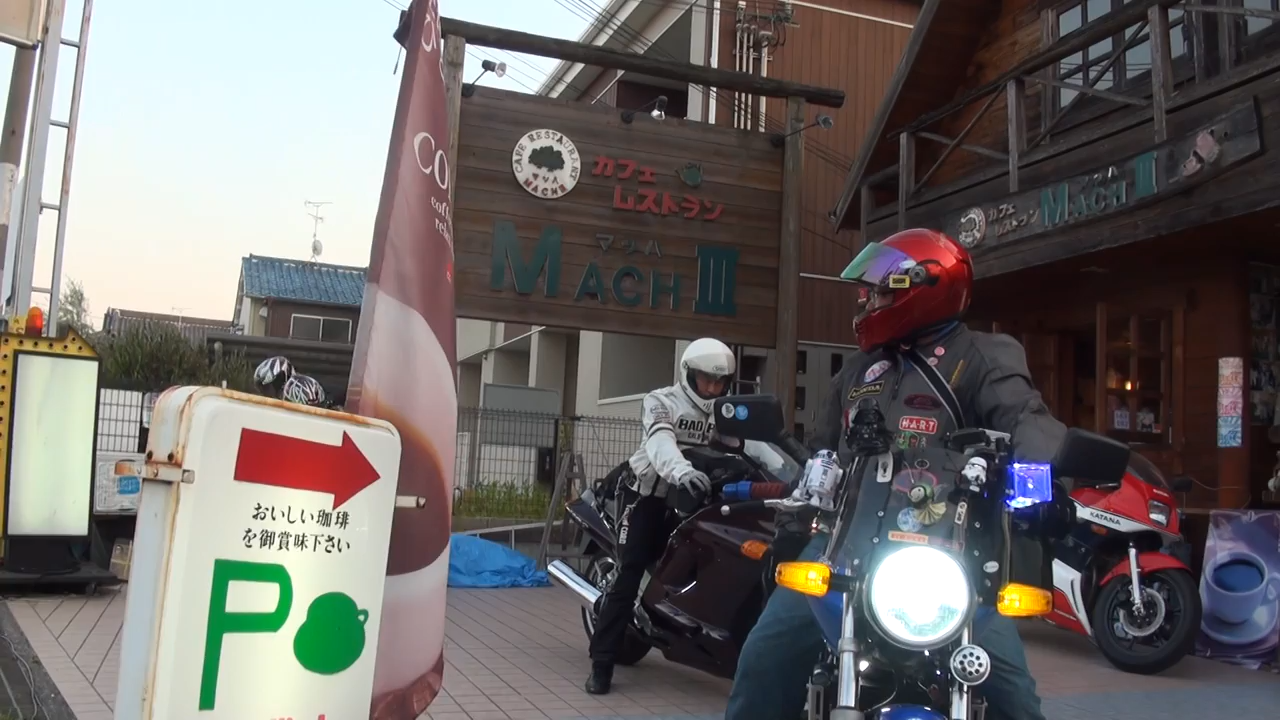 CAFE RESTAURANT
マッハ
MACHE
カフェ
レストラン
マッハ
MACH III
カフェ
レストラン
マッハ
MACH III
CO
おいしい珈琲
を御賞味下さい
P
H·A·R·T
KATANA